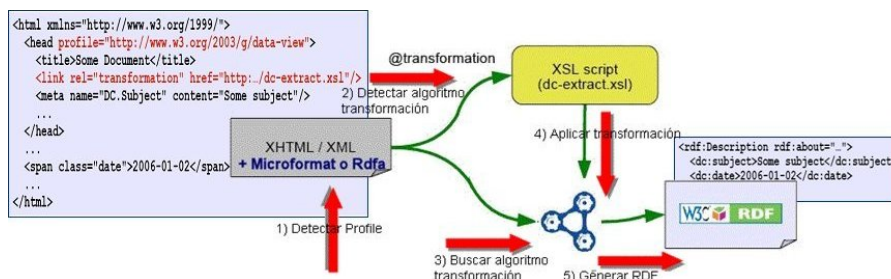 <html xmlns="http://www.w3.org/1999/">
<head profile="http://www.w3.org/2003/g/data-view">
<title>Some Document</title>
<link rel="transformation" href="http:../dc-extract.xsl"/>
<meta name="DC.Subject" content="Some subject"/>
...
</head>
...
<span class="date">2006-01-02</span>
...
</html>
XHTML / XML
+ Microformat o Rdfa
1) Detectar Profile
@transformation
2) Detectar algoritmo
transformación
XSL script
(dc-extract.xsl)
4) Aplicar transformación
3) Buscar algoritmo
transformación
5) Génerar RDF
<rdf:Description rdf:about="…">
<dc:subject>Some subject</dc:subject
<dc:date>2006-01-02</dc:date>
W3C RDF